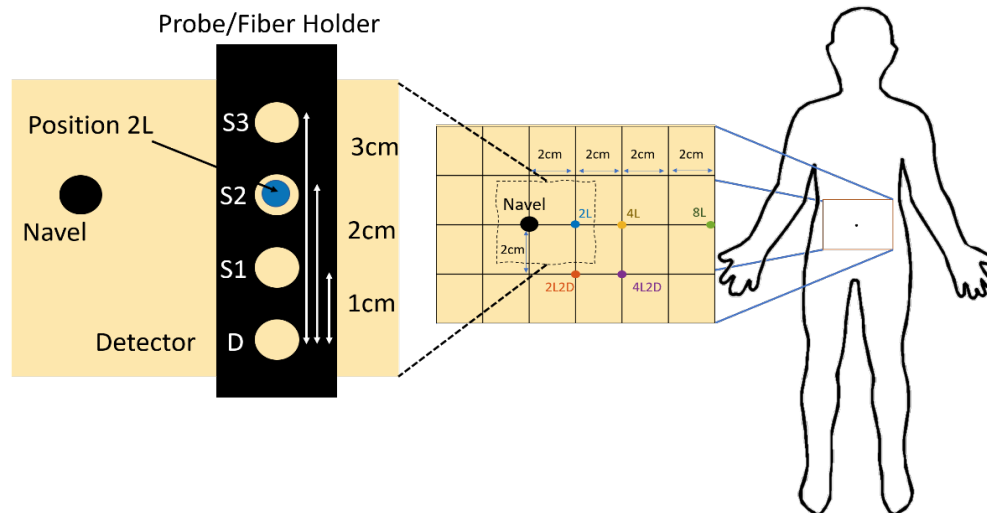 Probe/Fiber Holder
Position 2L
Navel
Detector
S3
S2
S1
D
3cm
2cm
1cm
2cm 2cm 2cm 2cm
Navel
2L
4L
8L
2cm
2L2D
4L2D